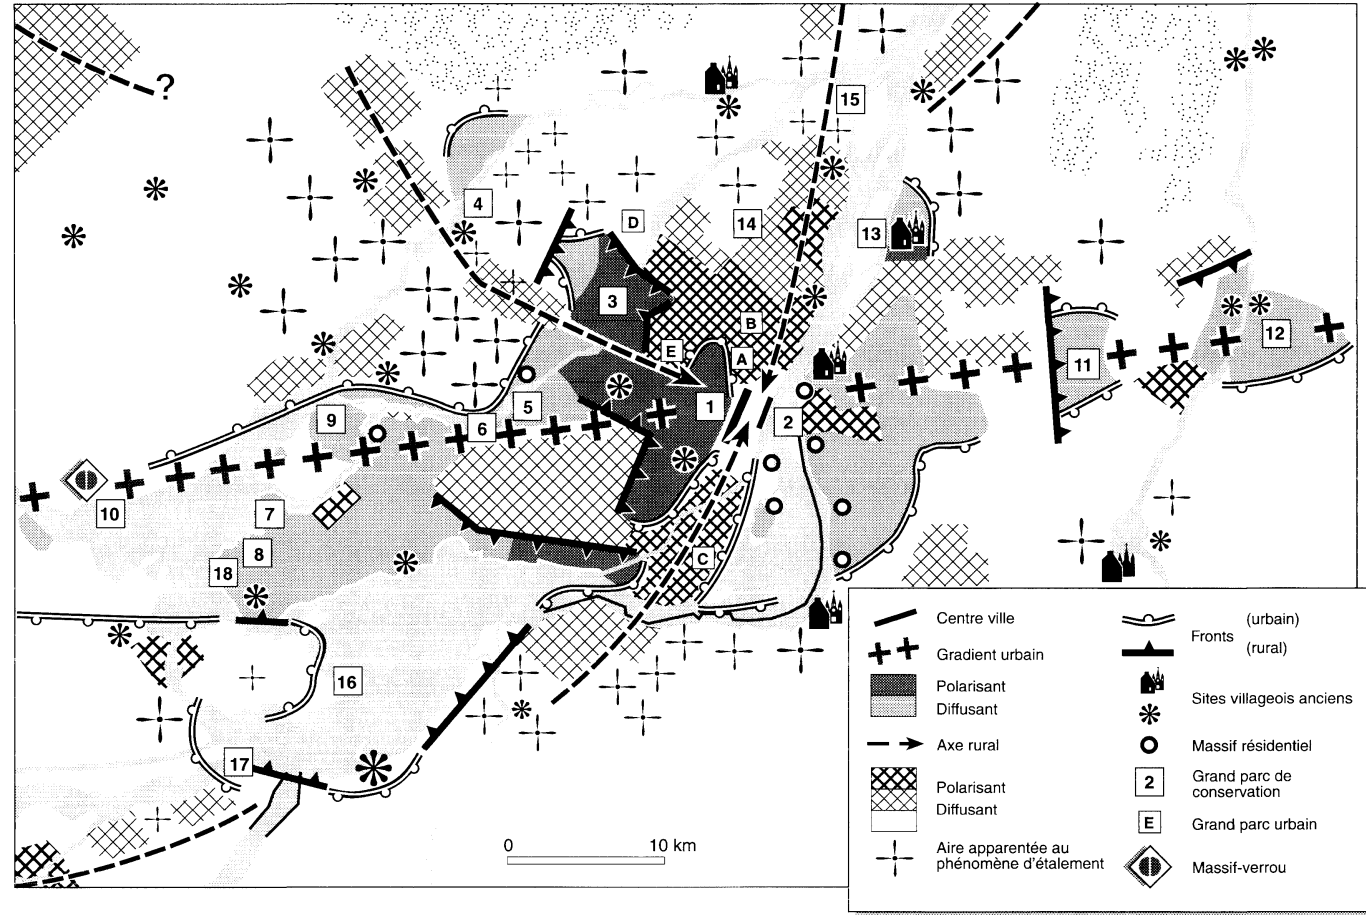 ?
15
4
D
14
13
3
B
E
A
12
11
1
5
2
9
6
7
10
8
C
18
16
17
0
10 km
Centre ville
Gradient urbain
Polarisant
Diffusant
Axe rural
Polarisant
Diffusant
Aire apparentée au
phénomène d'étalement
(urbain)
Fronts
(rural)
Sites villageois anciens
Massif résidentiel
2
Grand parc de
conservation
E
Grand parc urbain
Massif-verrou